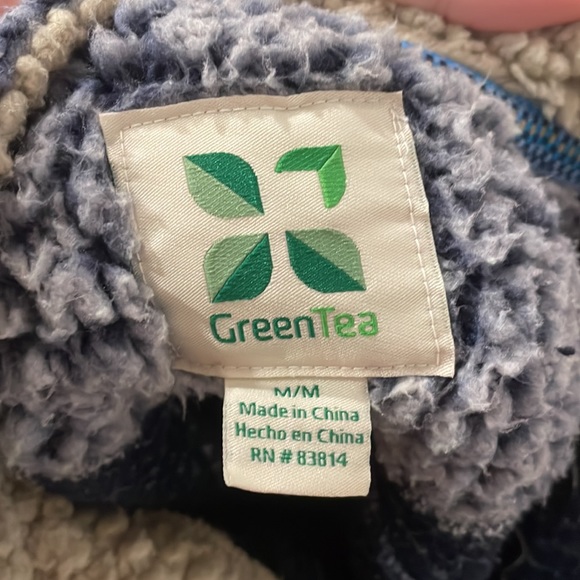 GreenTea
M/M
Made in China
Hecho en China
RN # 83814